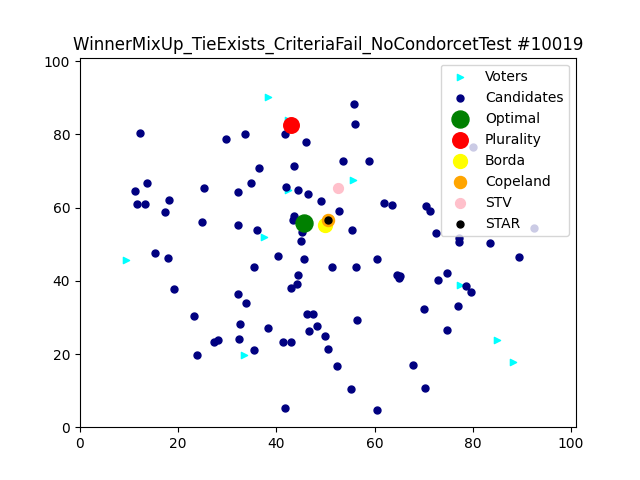 WinnerMixUp_TieExists_CriteriaFail_NoCondorcetTest #10019
100
80
60
40
20
0
0 20 40 60 80 100
Voters
Candidates
Optimal
Plurality
Borda
Copeland
STV
STAR